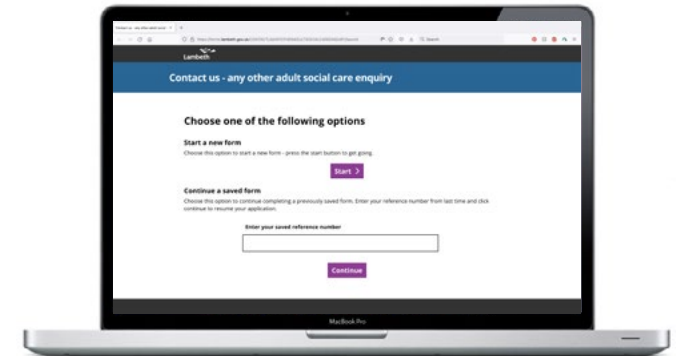 Lambeth
Contact us - any other adult social care enquiry
Choose one of the following options
Start a new form
Choose this option to start a new form - press the start button to get going.
Start
Continue a saved form
Choose this option to continue completing a previously saved form. Enter your reference number from last time and click
continue to resume your application.
Enter your saved reference number
Continue
MacBook Pro